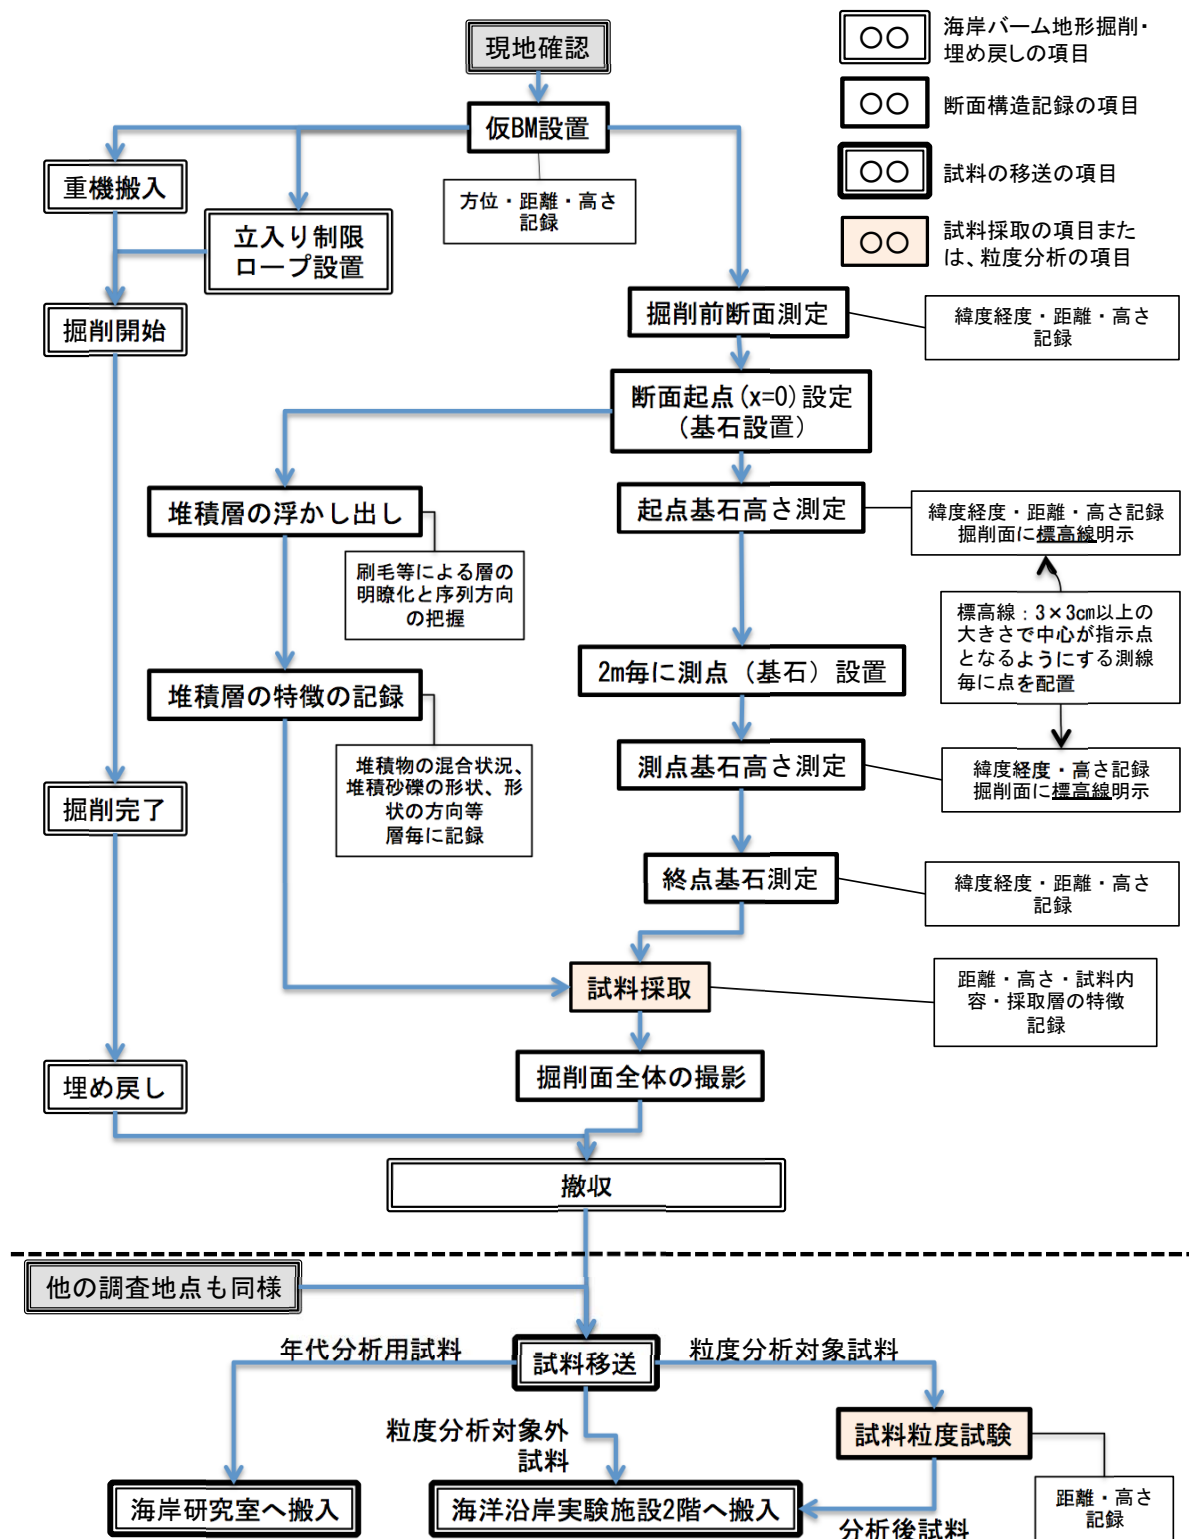 現地確認
○○
海岸バーム地形掘削・
埋め戻しの項目
○○
断面構造記録の項目
○○
試料の移送の項目
○○
試料採取の項目また
は、粒度分析の項目
仮BM設置
方位・距離・高さ
記録
重機搬入
立入り制限
ロープ設置
掘削開始
掘削前断面測定
緯度経度・距離・高さ
記録
断面起点(x=0)設定
(基石設置)
堆積層の浮かし出し
刷毛等による層の
明瞭化と序列方向
の把握
起点基石高さ測定
緯度経度・距離・高さ記録
掘削面に標高線明示
標高線：3×3cm以上の
大きさで中心が指示点
となるようにする測線
毎に点を配置
堆積層の特徴の記録
堆積物の混合状況、
堆積砂礫の形状、形
状の方向等
層毎に記録
2m毎に測点（基石）設置
測点基石高さ測定
緯度経度・高さ記録
掘削面に標高線明示
掘削完了
終点基石測定
緯度経度・距離・高さ
記録
試料採取
距離・高さ・試料内
容・採取層の特徴
記録
掘削面全体の撮影
埋め戻し
撤収
他の調査地点も同様
年代分析用試料
試料移送
粒度分析対象試料
粒度分析対象外
試料
試料粒度試験
距離・高さ
記録
海岸研究室へ搬入
海洋沿岸実験施設2階へ搬入
分析後試料